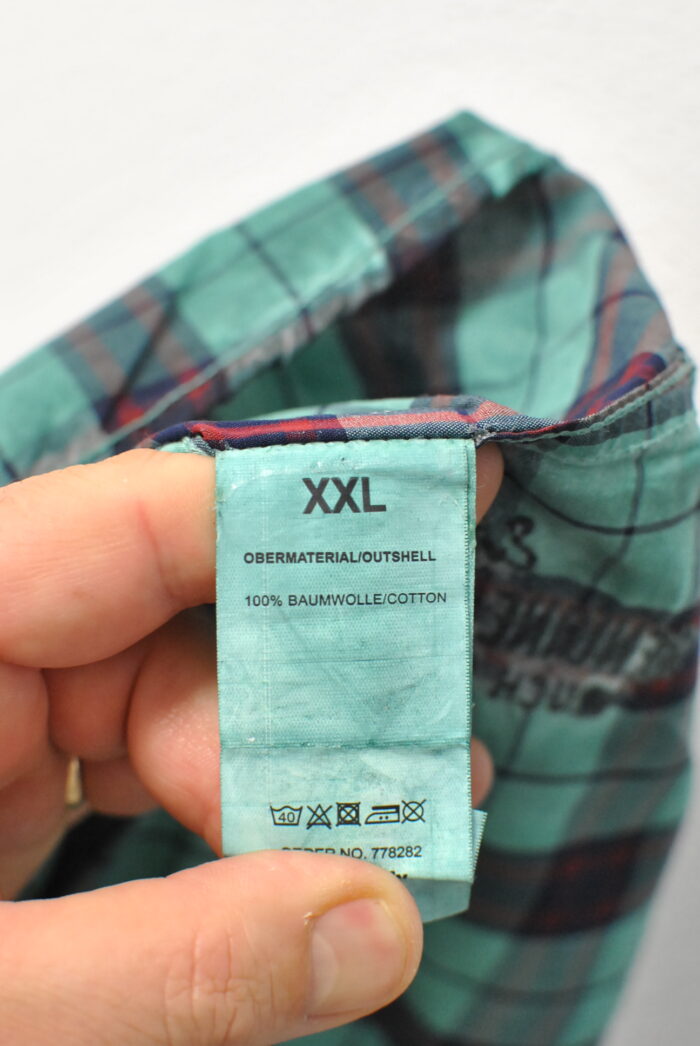 XXL
OBERMATERIAL/OUTSHELL
100% BAUMWOLLE/COTTON
40
ORDER NO. 778282